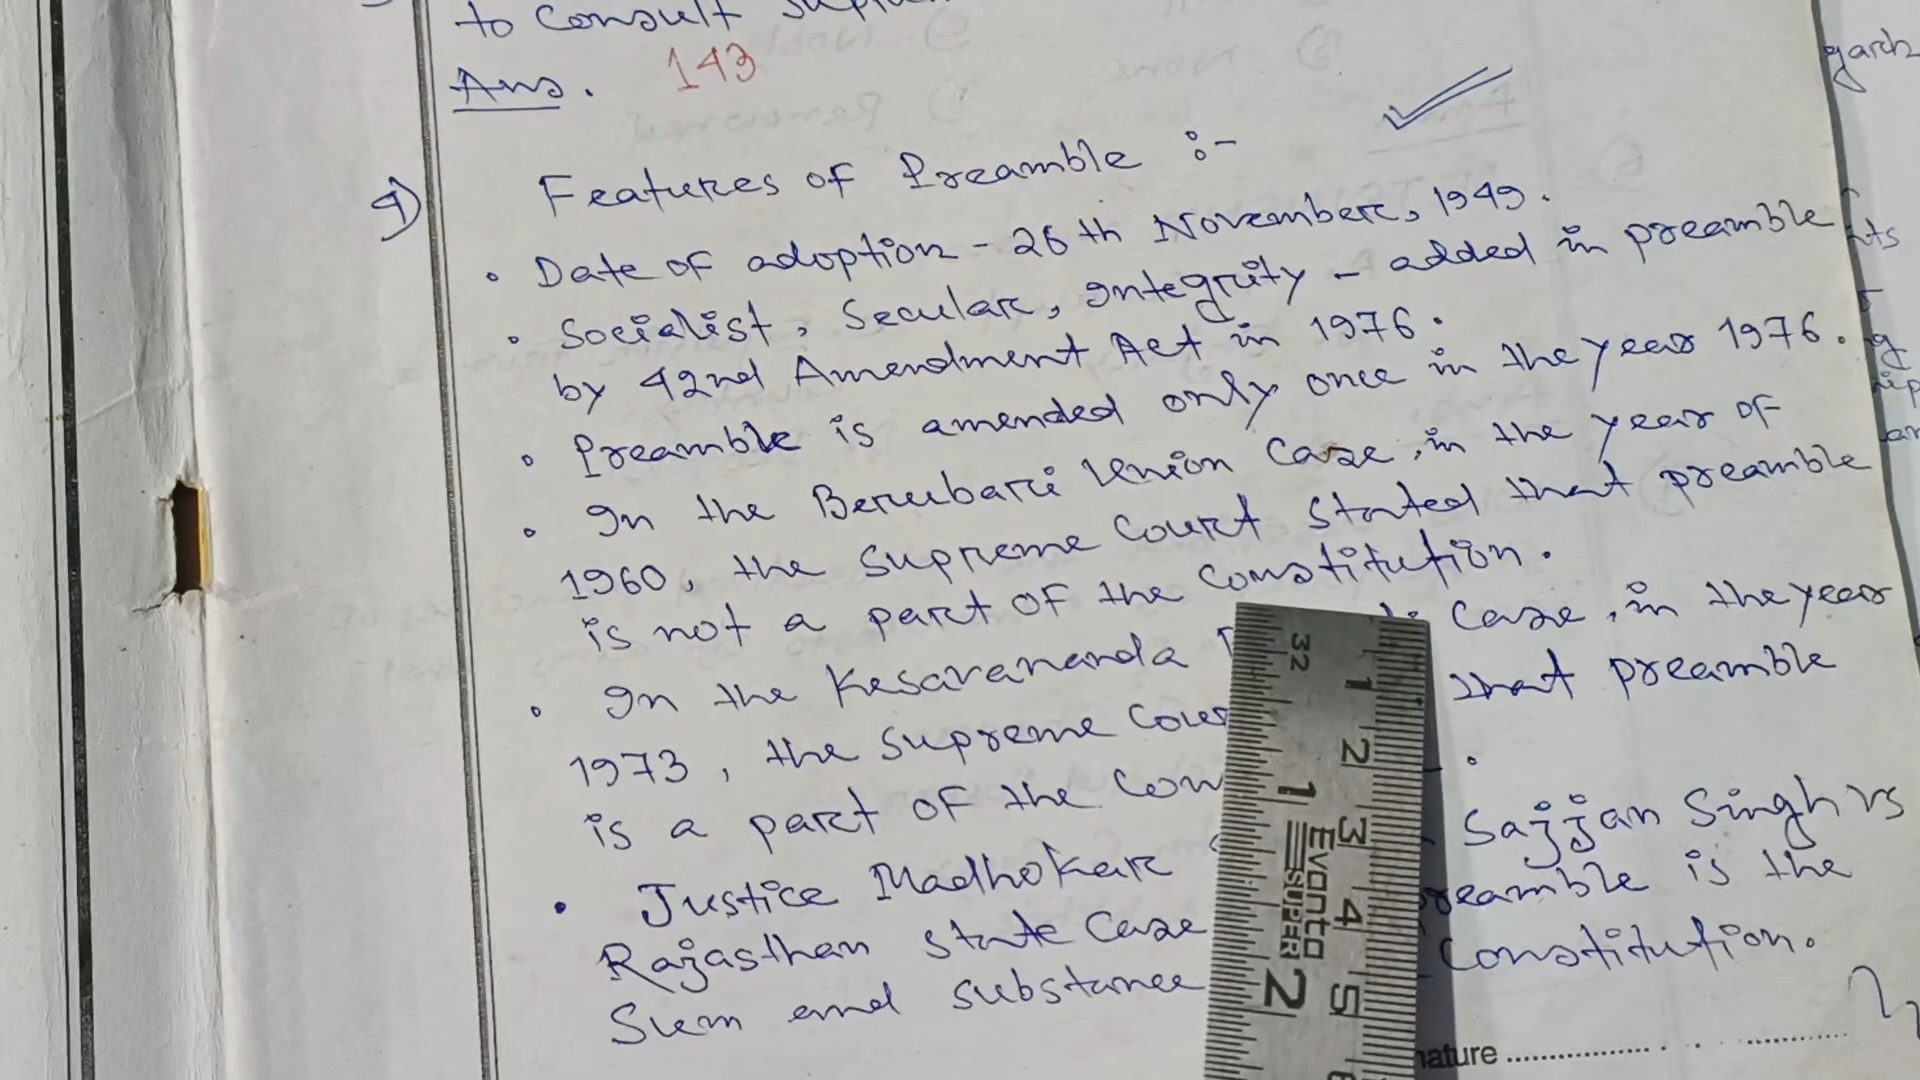 to consult
Ans. 143
9) Features of Preamble :-
• Date of adoption - 26th November, 1949.
• Socialist, Secular, Integrity - added in preamble
by 42nd Amendment Act in 1976.
• Preamble is amended only once in the year 1976.
• In the Berubari Union Case, in the year of
1960, the Supreme Court stated that preamble
is not a part of the Constitution.
• In the Kesavananda Case, in the year
1973, the Supreme that preamble
is a part of the .
• Justice Madhokar Sajjan Singh vs
Rajasthan state Case is the
Sum and substance Constitution.
garh
32 1 2 3 4 5 6
1 2
Evanto
SUPER